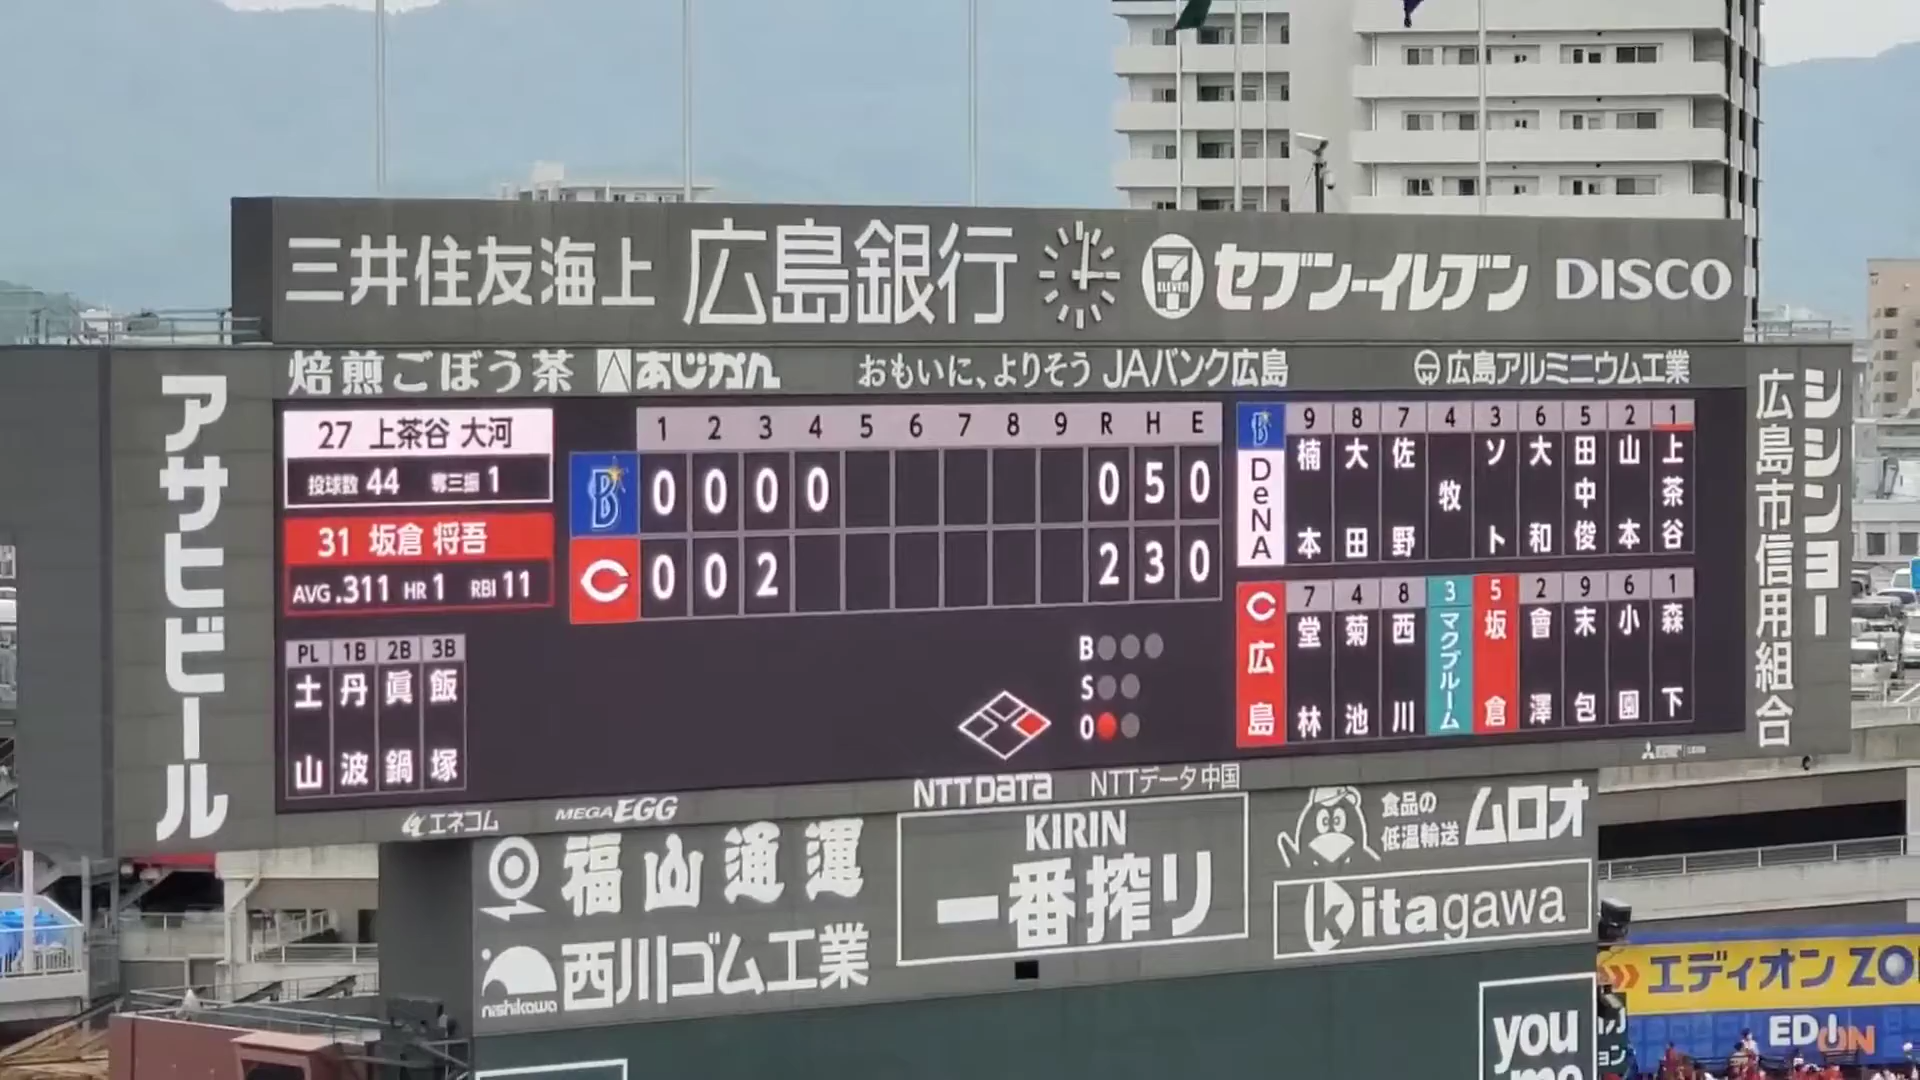 三井住友海上 広島銀行 7 ELEVEN セブン-イレブン DISCO
焙煎ごぼう茶 あじかん おもいに、よりそう JAバンク広島 広島アルミニウム工業
アサヒビール
27 上茶谷 大河
投球数 44 奪三振 1
31 坂倉 将吾
AVG .311 HR 1 RBI 11
PL 1B 2B 3B
土山 丹波 眞鍋 飯塚
1 2 3 4 5 6 7 8 9 R H E
B 0 0 0 0 0 5 0
C 0 0 2 2 3 0
B
S
O
9 8 7 4 3 6 5 2 1
DeNA 楠本 大田 佐野 牧 ソト 大和 田中俊 山本 上茶谷
C 7 4 8 3 5 2 9 6 1
広島 堂林 菊池 西川 マクブルーム 坂倉 會澤 末包 小園 森下
シシンヨー
広島市信用組合
エネコム MEGA EGG NTT DATA NTTデータ中国
福山通運
nishikawa 西川ゴム工業
KIRIN
一番搾り
食品の
低温輸送 ムロオ
kitagawa
エディオン ZO
EDION
you
me